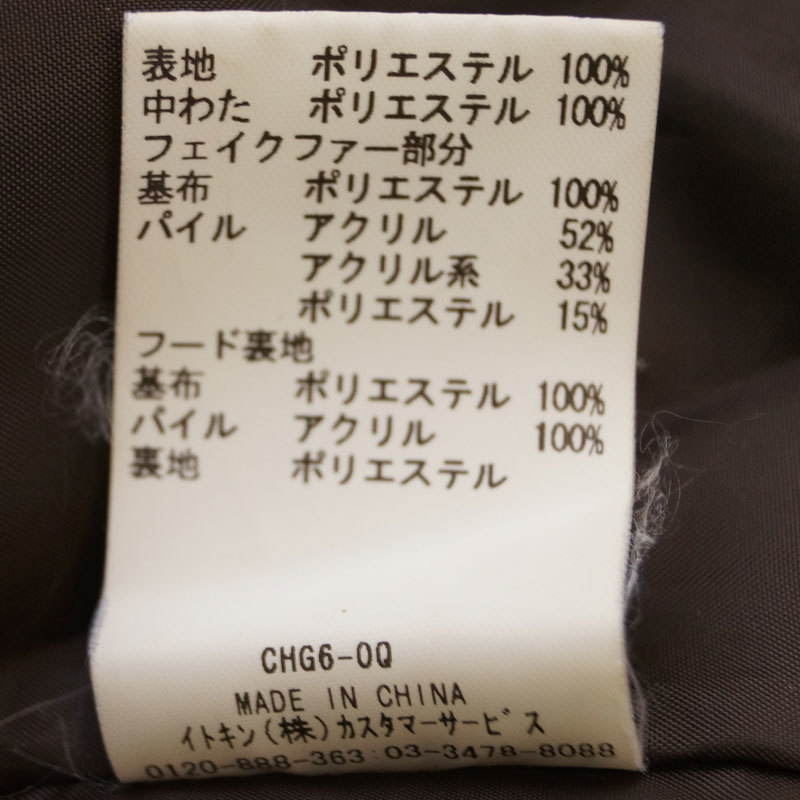 表地 ポリエステル 100%
中わた ポリエステル 100%
フェイクファー部分
基布 ポリエステル 100%
パイル アクリル 52%
アクリル系 33%
ポリエステル 15%
フード裏地
基布 ポリエステル 100%
パイル アクリル 100%
裏地 ポリエステル
CHG6-0Q
MADE IN CHINA
イトキン(株)カスタマーサービス
0120-888-363:03-3478-8088